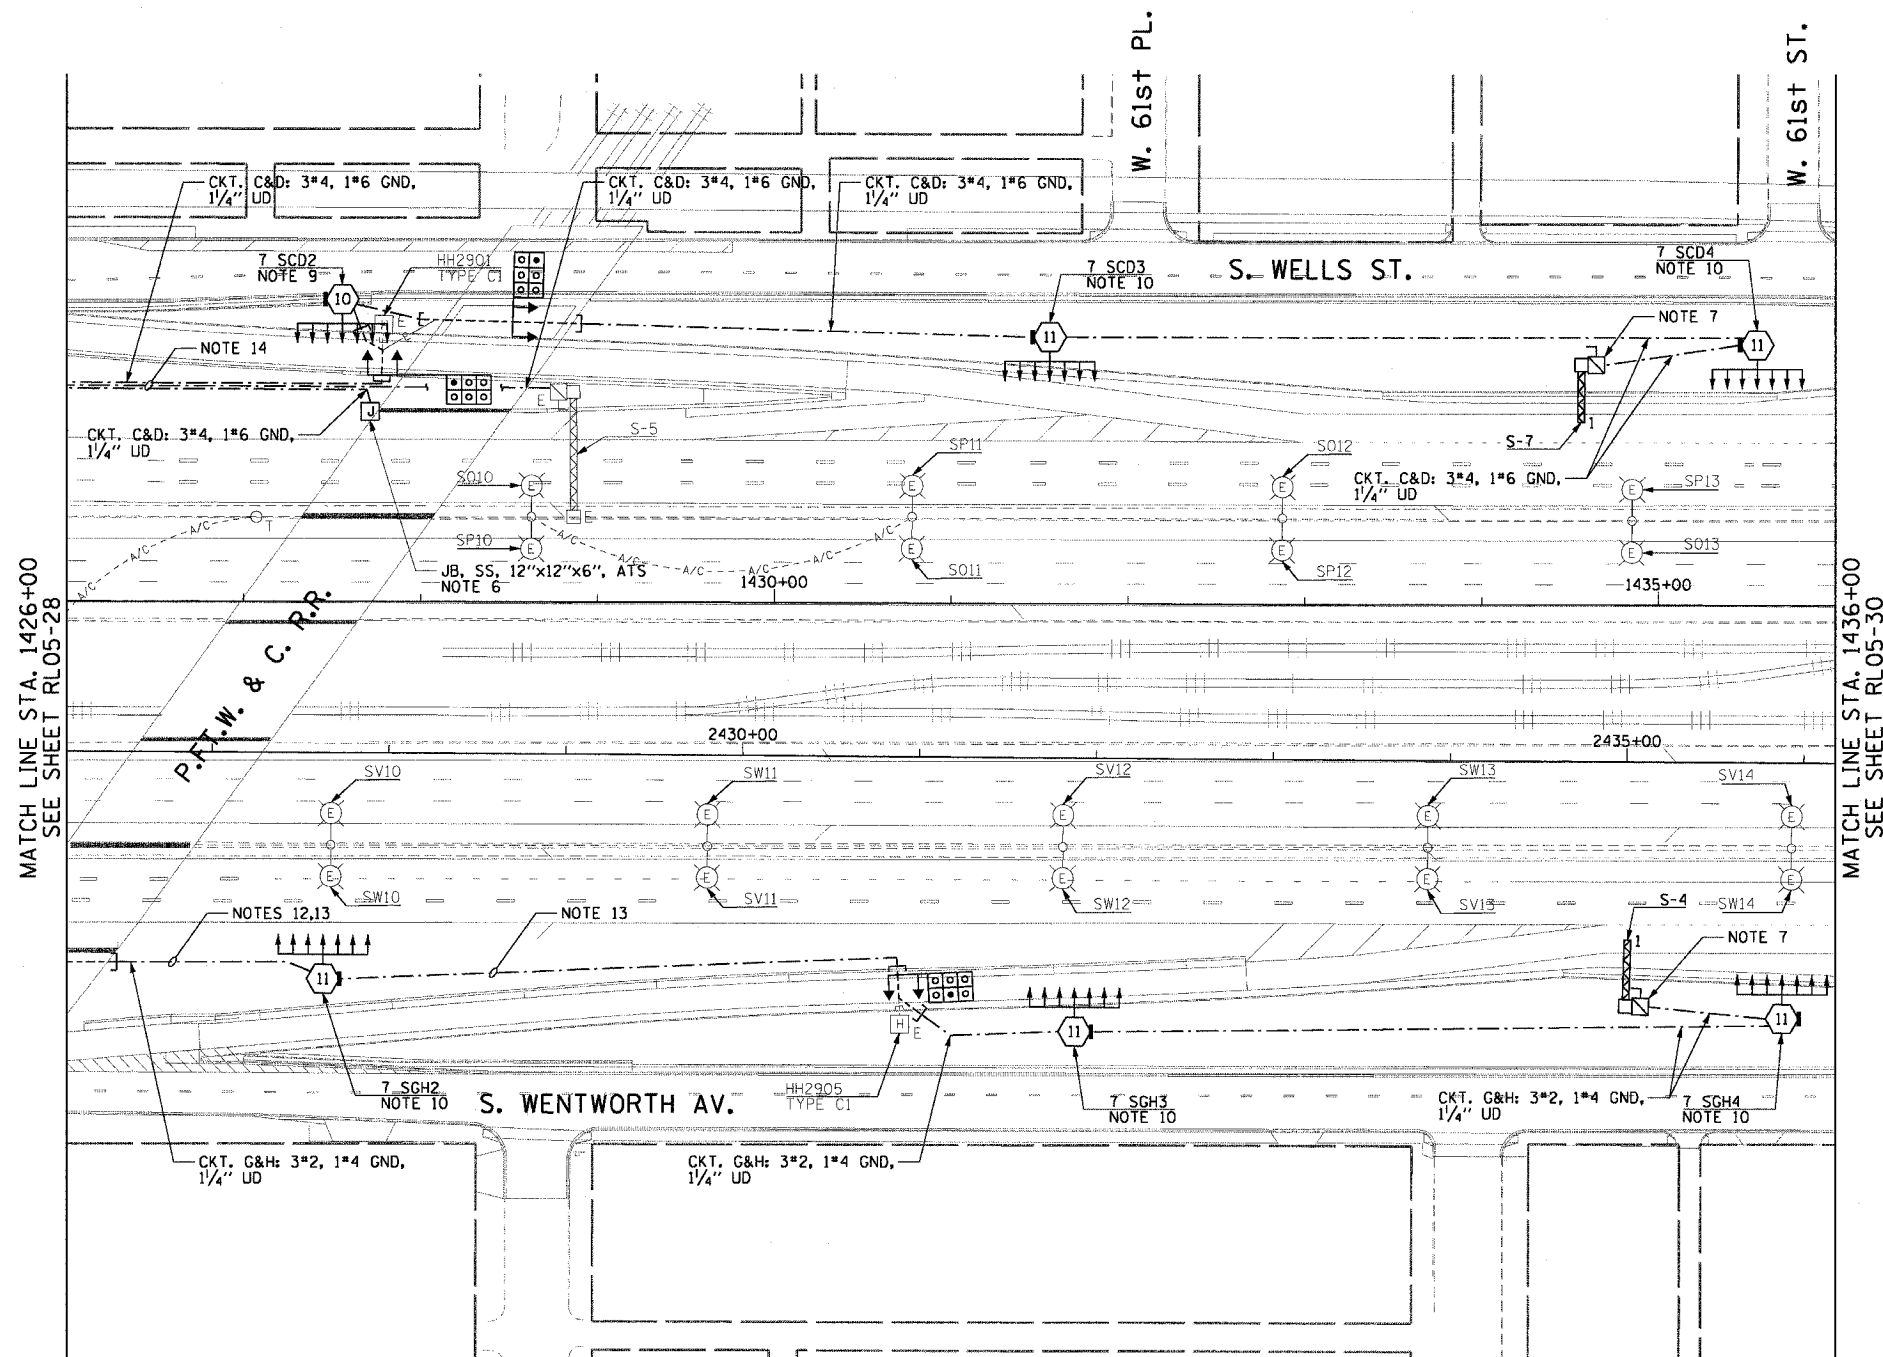 W. 61st PL.
W. 61st ST.
CKT. C&D: 3#4, 1#6 GND,
1¼" UD
CKT. C&D: 3#4, 1#6 GND,
1¼" UD
CKT. C&D: 3#4, 1#6 GND,
1¼" UD
7 SCD2
NOTE 9
HH2901
TYPE C1
7 SCD3
NOTE 10
S. WELLS ST.
7 SCD4
NOTE 10
10
E
11
11
NOTE 7
NOTE 14
J
E
CKT. C&D: 3#4, 1#6 GND,
1¼" UD
S-5
SP11
SO12
S-7
1
CKT. C&D: 3#4, 1#6 GND,
1¼" UD
SO10
SP13
E
E
E
E
A/C
A/C
T
E
A/C
A/C
SP10
E
E
E
E
SO13
A/C
A/C
A/C
A/C
SO11
SP12
JB, SS, 12"x12"x6", ATS
NOTE 6
1430+00
1435+00
MATCH LINE STA. 1426+00
SEE SHEET RL05-28
MATCH LINE STA. 1436+00
SEE SHEET RL05-30
P.FT.W. & C. R.R.
2430+00
2435+00
SV10
SW11
SV12
SW13
SV14
E
E
E
E
E
E
E
E
E
E
SW10
SV11
SW12
SV13
SW14
NOTES 12,13
NOTE 13
S-4
1
NOTE 7
11
H
E
11
11
7 SGH2
NOTE 10
S. WENTWORTH AV.
HH2905
TYPE C1
7 SGH3
NOTE 10
CKT. G&H: 3#2, 1#4 GND,
1¼" UD
7 SGH4
NOTE 10
CKT. G&H: 3#2, 1#4 GND,
1¼" UD
CKT. G&H: 3#2, 1#4 GND,
1¼" UD